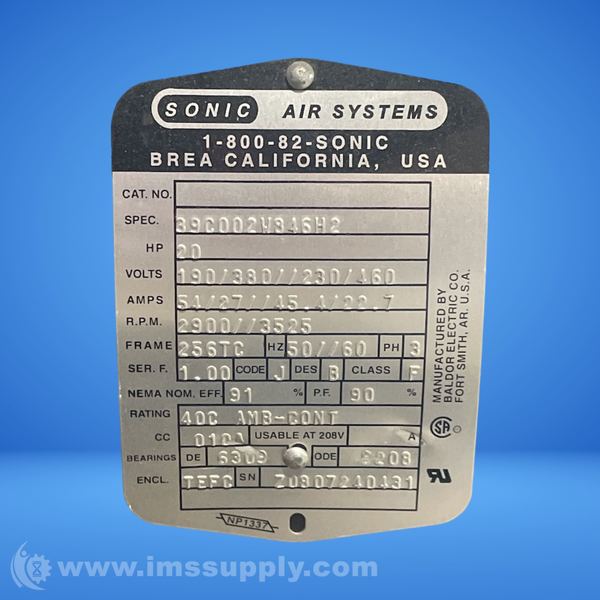 SONIC AIR SYSTEMS
1-800-82-SONIC
BREA CALIFORNIA, USA
CAT. NO.
SPEC. 39C002W346H2
HP 20
VOLTS 190/380//230/460
AMPS 54/27//45.4/22.7
R.P.M. 2900//3525
FRAME 256TC HZ 50//60 PH 3
SER. F. 1.00 CODE J DES B CLASS F
NEMA NOM. EFF. 91 % P.F. 90 %
RATING 40C AMB-CONT
CC 010A USABLE AT 208V A
BEARINGS DE 6309 ODE 6208
ENCL. TEFC SN Z0807240431
NP1337
MANUFACTURED BY
BALDOR ELECTRIC CO.
FORT SMITH, AR. U.S.A.
www.imssupply.com